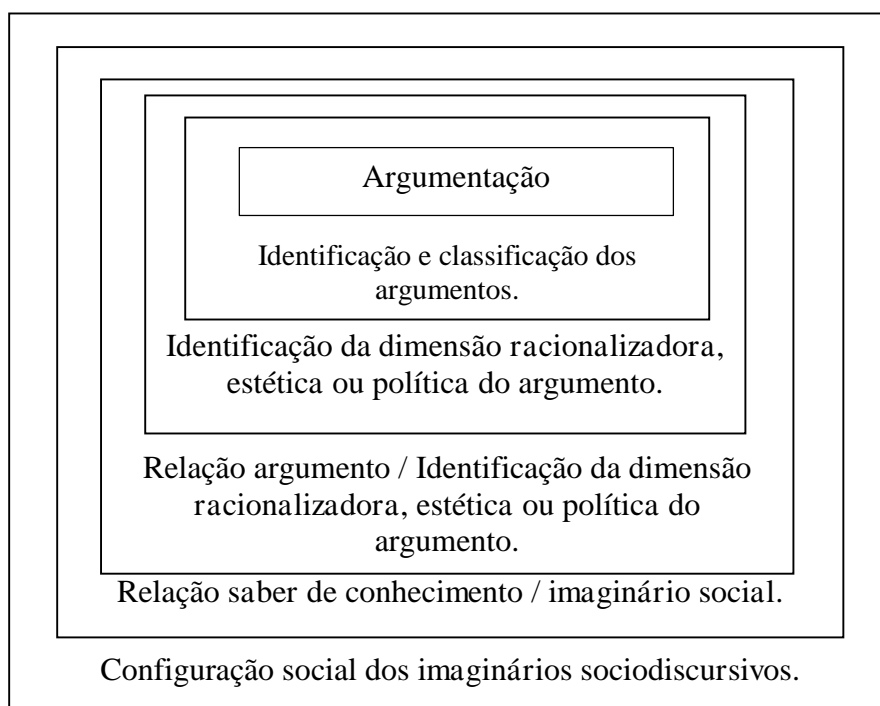 Argumentação
Identificação e classificação dos
argumentos.
Identificação da dimensão racionalizadora,
estética ou política do argumento.
Relação argumento / Identificação da dimensão
racionalizadora, estética ou política do
argumento.
Relação saber de conhecimento / imaginário social.
Configuração social dos imaginários sociodiscursivos.